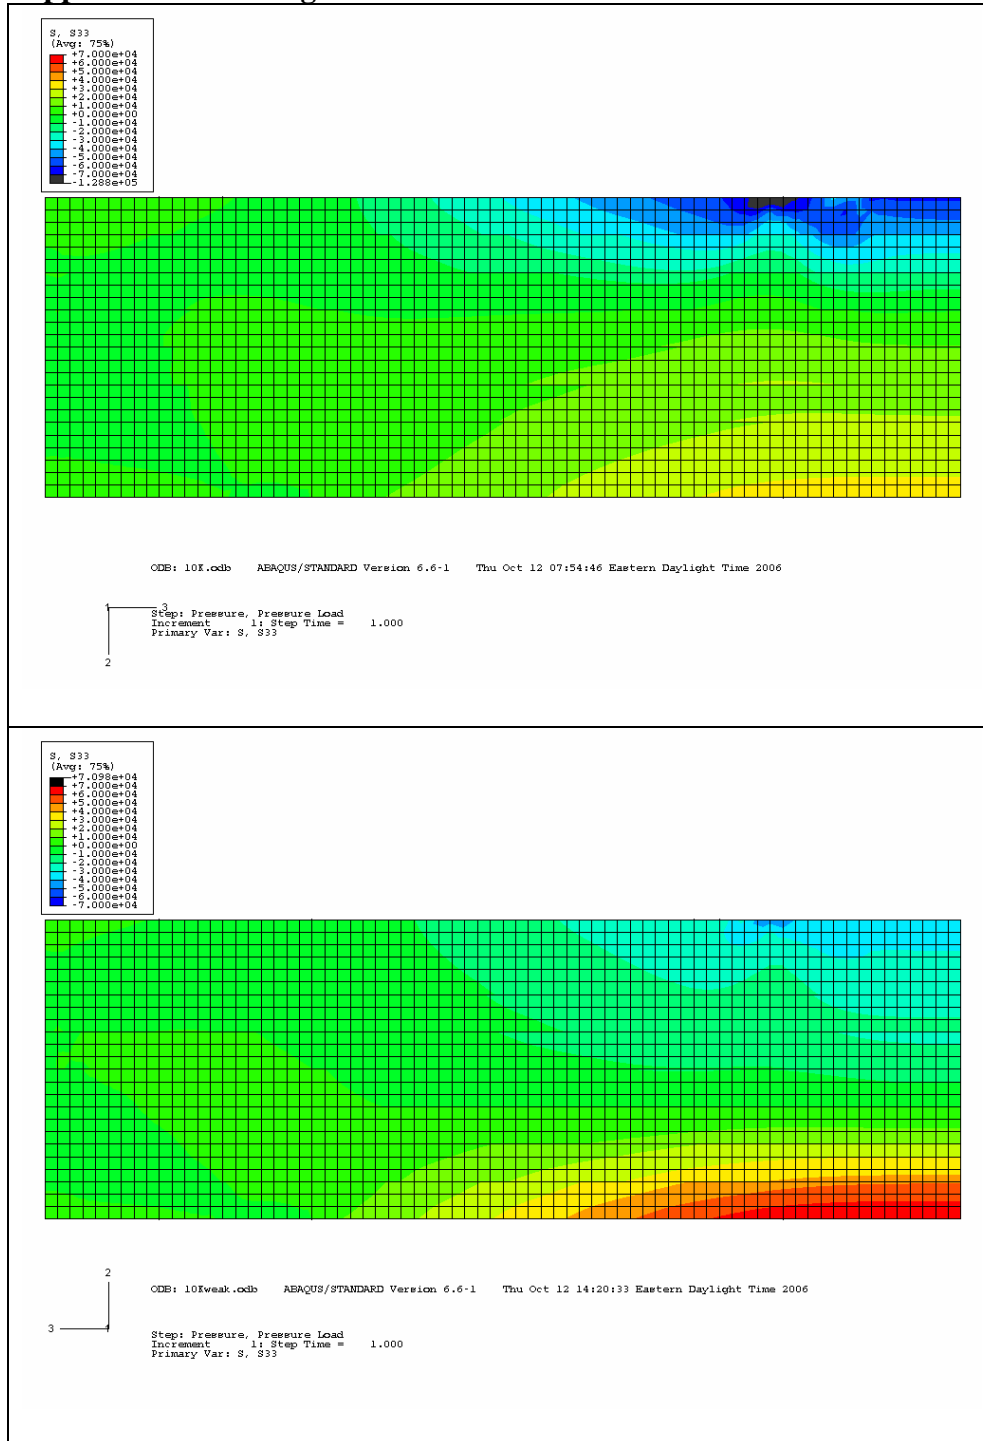 S, S33
(Avg: 75%)
+7.000e+04
+6.000e+04
+5.000e+04
+4.000e+04
+3.000e+04
+2.000e+04
+1.000e+04
+0.000e+00
-1.000e+04
-2.000e+04
-3.000e+04
-4.000e+04
-5.000e+04
-6.000e+04
-7.000e+04
-1.288e+05
ODB: 10K.odb ABAQUS/STANDARD Version 6.6-1 Thu Oct 12 07:54:46 Eastern Daylight Time 2006
1
3
2
Step: Pressure, Pressure Load
Increment 1: Step Time = 1.000
Primary Var: S, S33
S, S33
(Avg: 75%)
+7.098e+04
+7.000e+04
+6.000e+04
+5.000e+04
+4.000e+04
+3.000e+04
+2.000e+04
+1.000e+04
+0.000e+00
-1.000e+04
-2.000e+04
-3.000e+04
-4.000e+04
-5.000e+04
-6.000e+04
-7.000e+04
2
3
1
ODB: 10Kweak.odb ABAQUS/STANDARD Version 6.6-1 Thu Oct 12 14:20:33 Eastern Daylight Time 2006
Step: Pressure, Pressure Load
Increment 1: Step Time = 1.000
Primary Var: S, S33